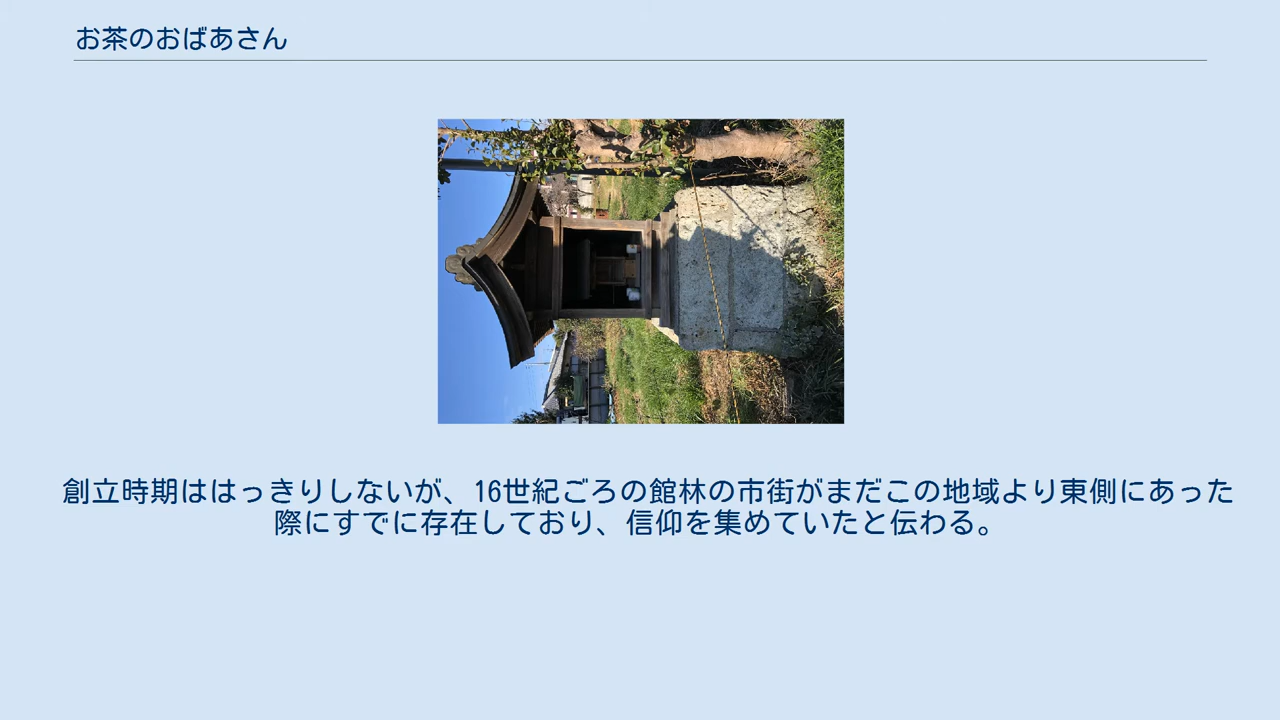 お茶のおばあさん
創立時期ははっきりしないが、16世紀ごろの館林の市街がまだこの地域より東側にあった
際にすでに存在しており、信仰を集めていたと伝わる。